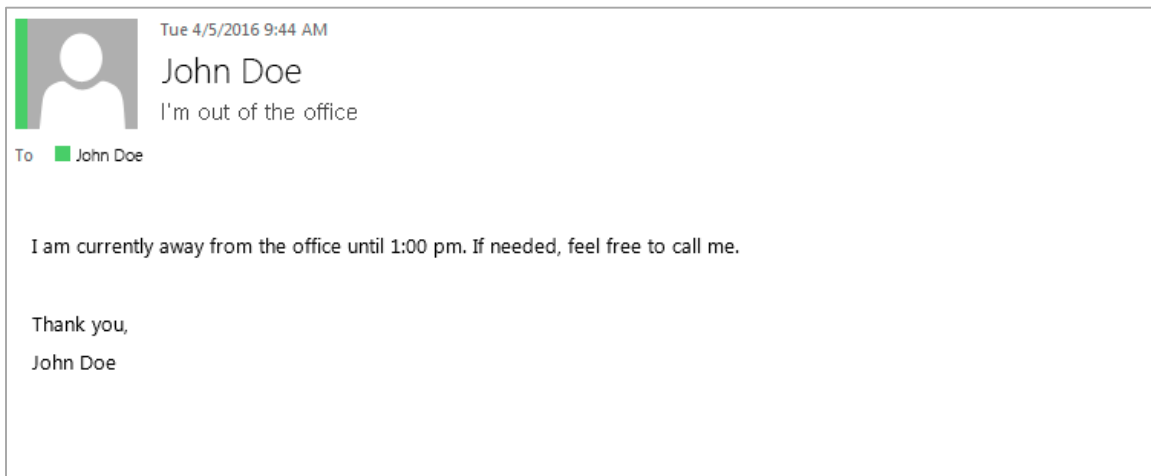 Tue 4/5/2016 9:44 AM
John Doe
I'm out of the office
To John Doe
I am currently away from the office until 1:00 pm. If needed, feel free to call me.
Thank you,
John Doe